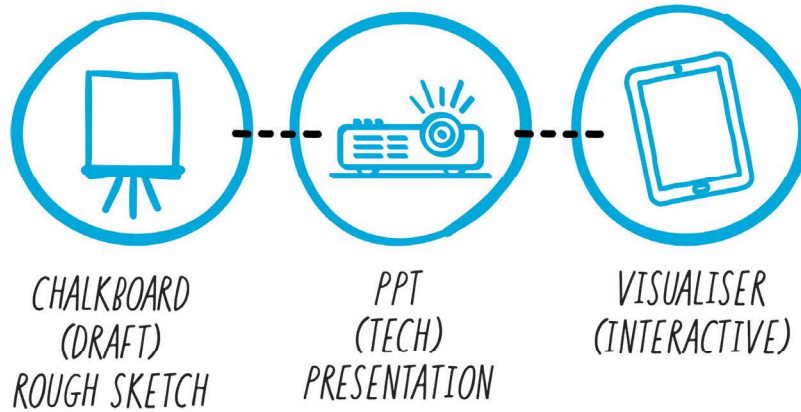 CHALKBOARD
(DRAFT)
ROUGH SKETCH
PPT
(TECH)
PRESENTATION
VISUALISER
(INTERACTIVE)